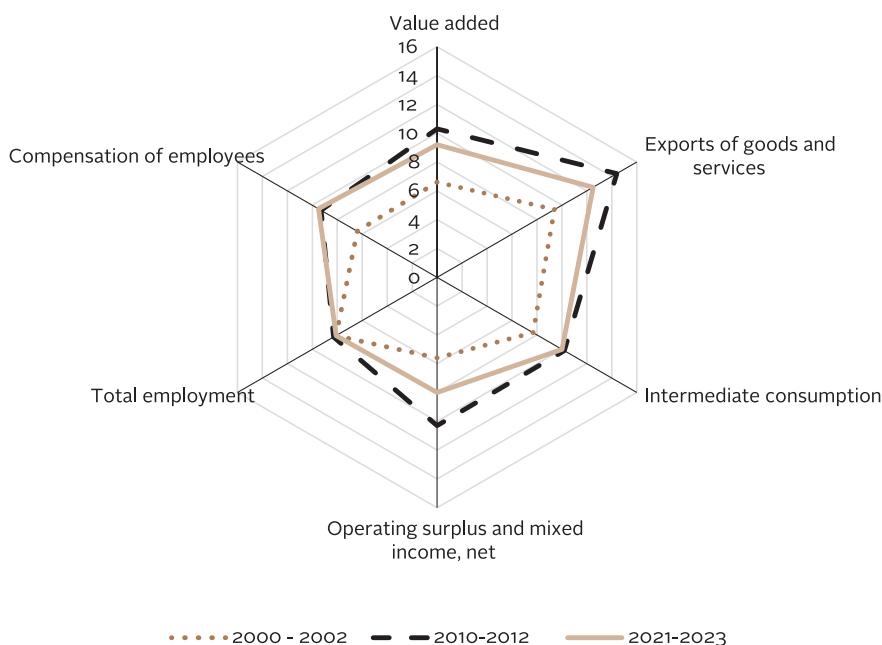 Value added
16
14
12
10
8
6
4
2
0
Exports of goods and
services
Compensation of employees
Total employment
Intermediate consumption
Operating surplus and mixed
income, net
2000 - 2002
2010-2012
2021-2023